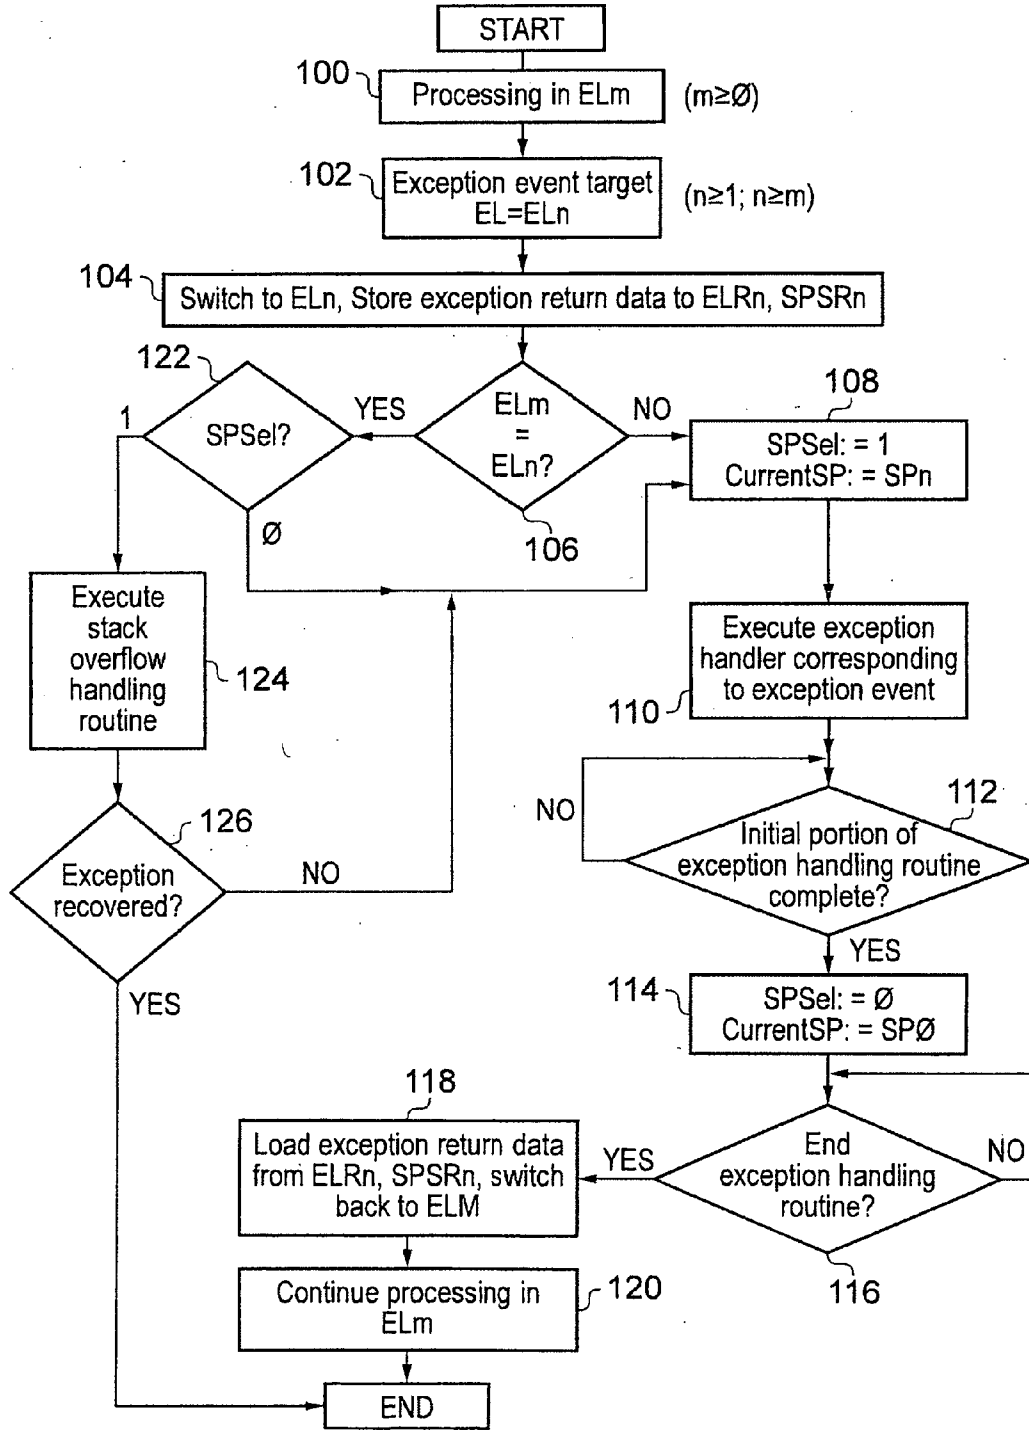 START
100
Processing in ELm
(m≥Ø)
102
Exception event target
EL=ELn
(n≥1; n≥m)
104
Switch to ELn, Store exception return data to ELRn, SPSRn
122
SPSel?
1
YES
ELm
=
ELn?
NO
108
SPSel: = 1
CurrentSP: = SPn
Ø
106
Execute
stack
overflow
handling
routine
124
Execute exception
handler corresponding
to exception event
110
NO
112
Initial portion of
exception handling routine
complete?
126
Exception
recovered?
NO
YES
YES
114
SPSel: = Ø
CurrentSP: = SPØ
118
Load exception return data
from ELRn, SPSRn, switch
back to ELM
YES
End
exception handling
routine?
NO
116
Continue processing in
ELm
120
END